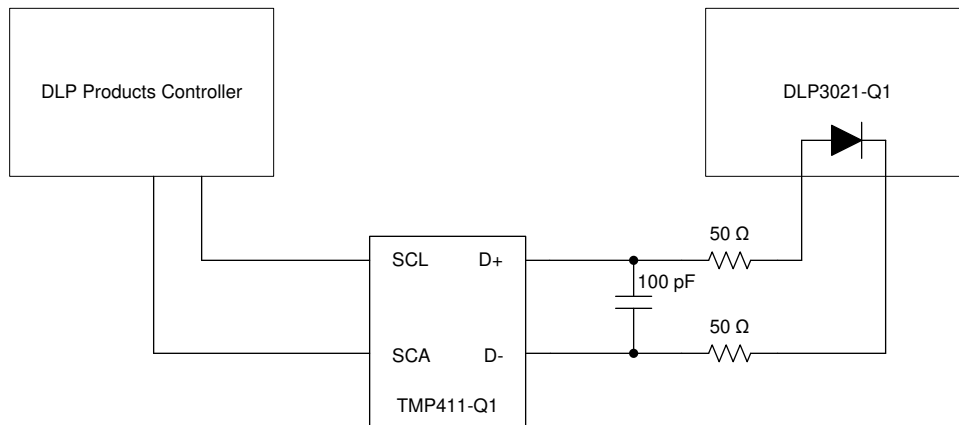 DLP Products Controller
DLP3021-Q1
50 Ω
SCL D+
100 pF
50 Ω
SCA D-
TMP411-Q1